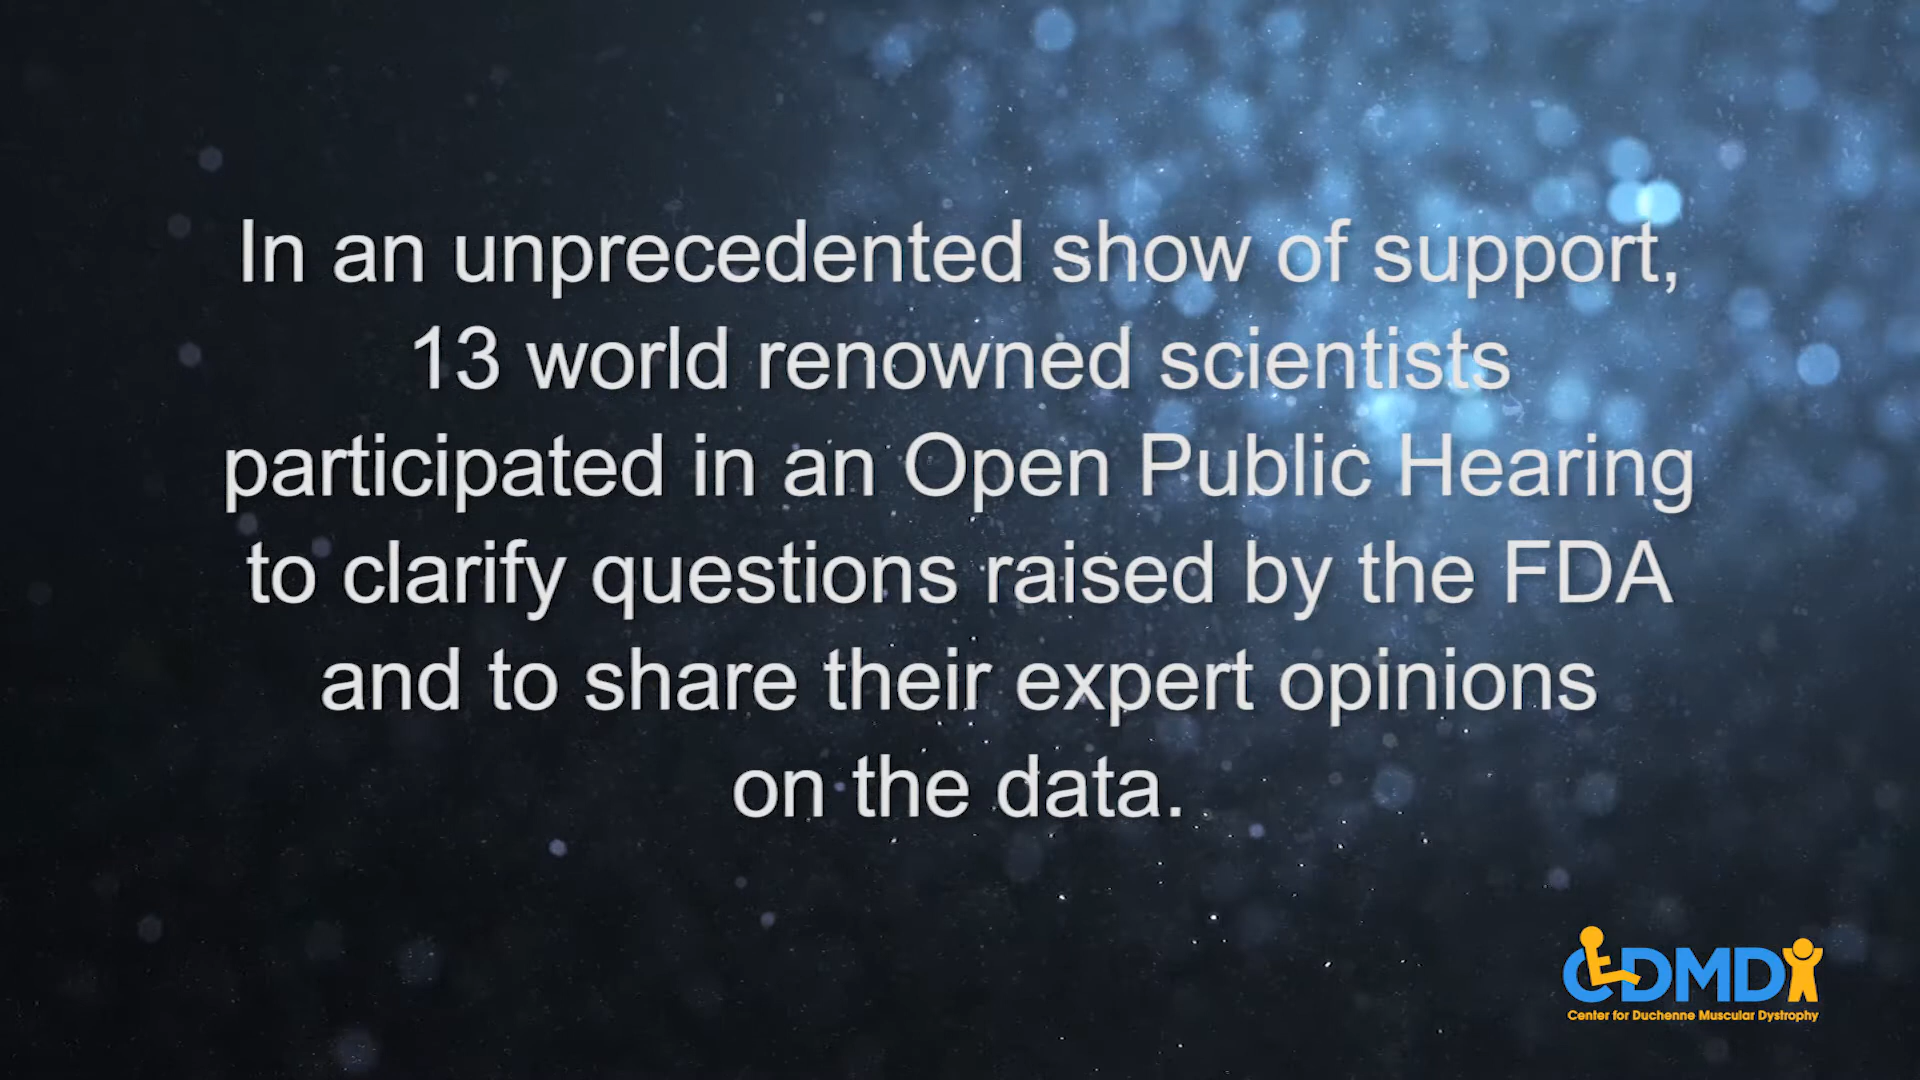 In an unprecedented show of support,
13 world renowned scientists
participated in an Open Public Hearing
to clarify questions raised by the FDA
and to share their expert opinions
on the data.
CDMD
Center for Duchenne Muscular Dystrophy